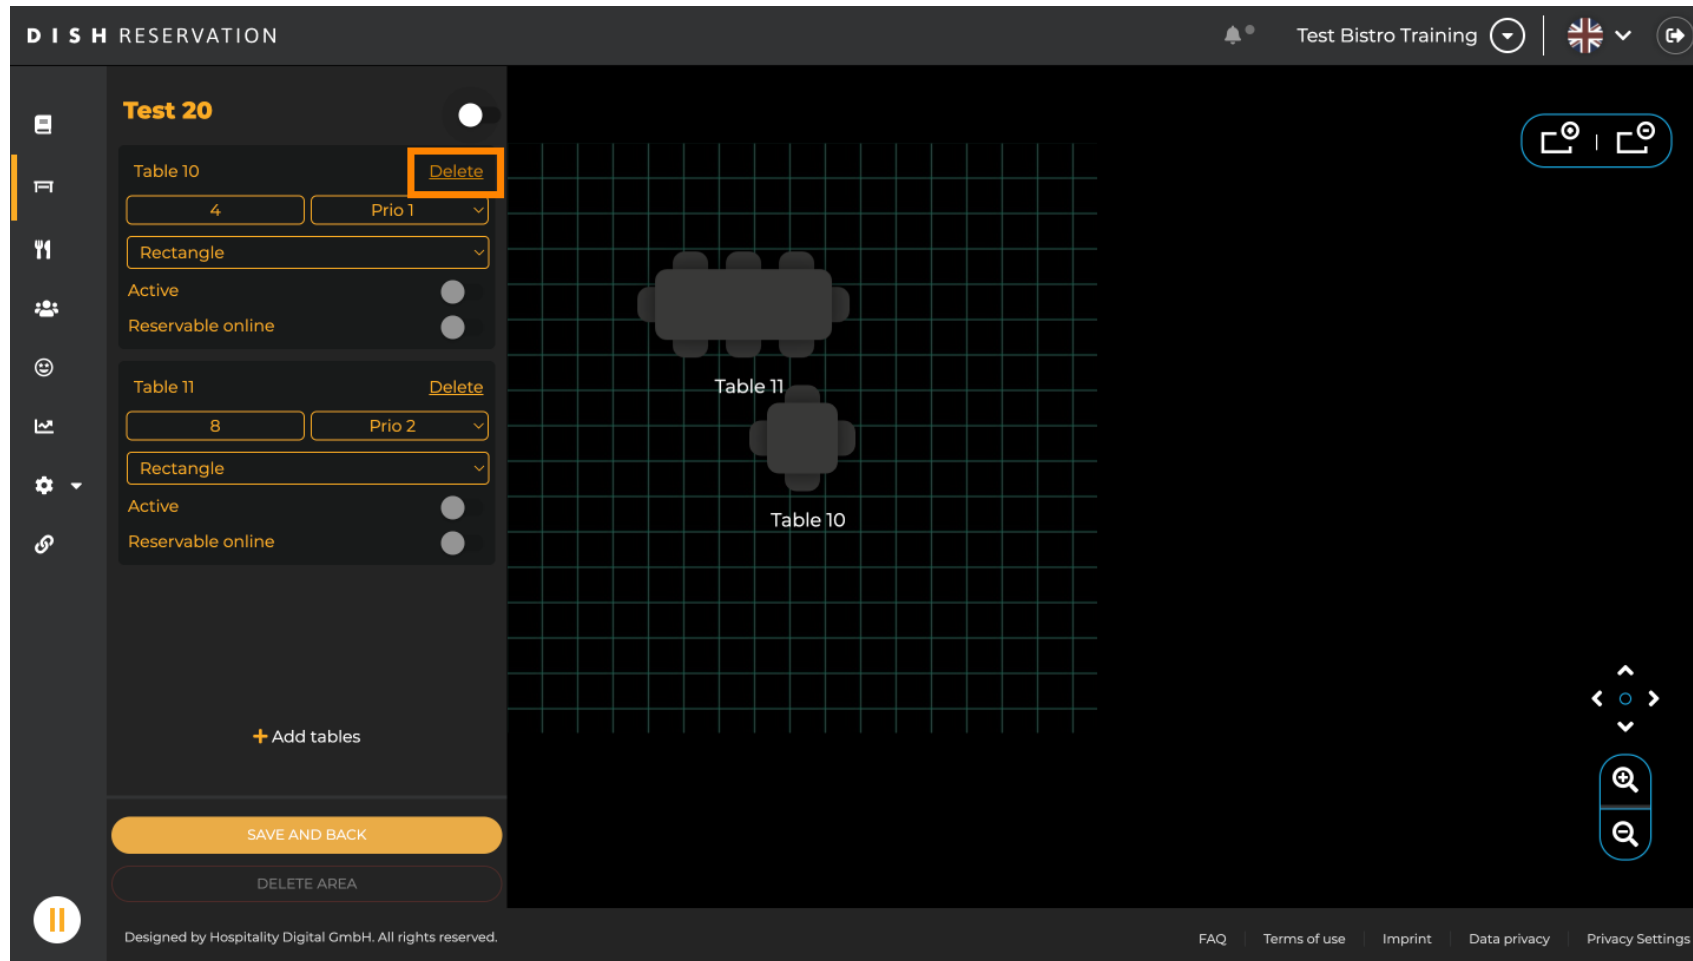 DISH RESERVATION
Test Bistro Training
Test 20
Table 10
Delete
4
Prio 1
Rectangle
Active
Reservable online
Table 11
Delete
8
Prio 2
Rectangle
Active
Reservable online
Table 11
Table 10
Add tables
SAVE AND BACK
DELETE AREA
Designed by Hospitality Digital GmbH. All rights reserved.
FAQ
Terms of use
Imprint
Data privacy
Privacy Settings